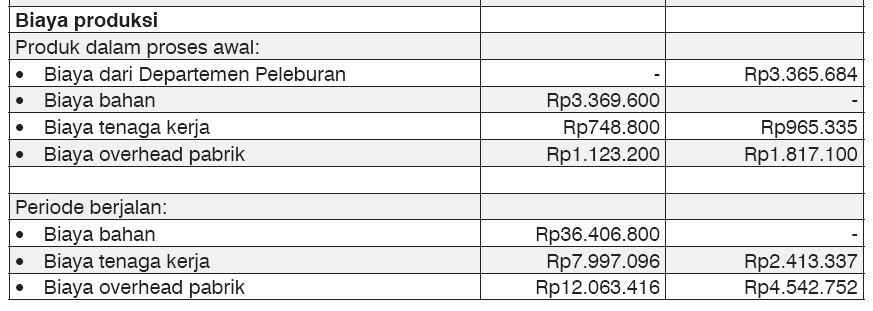 Biaya produksi
Produk dalam proses awal:
• Biaya dari Departemen Peleburan - Rp3.365.684
• Biaya bahan Rp3.369.600 -
• Biaya tenaga kerja Rp748.800 Rp965.335
• Biaya overhead pabrik Rp1.123.200 Rp1.817.100
Periode berjalan:
• Biaya bahan Rp36.406.800 -
• Biaya tenaga kerja Rp7.997.096 Rp2.413.337
• Biaya overhead pabrik Rp12.063.416 Rp4.542.752